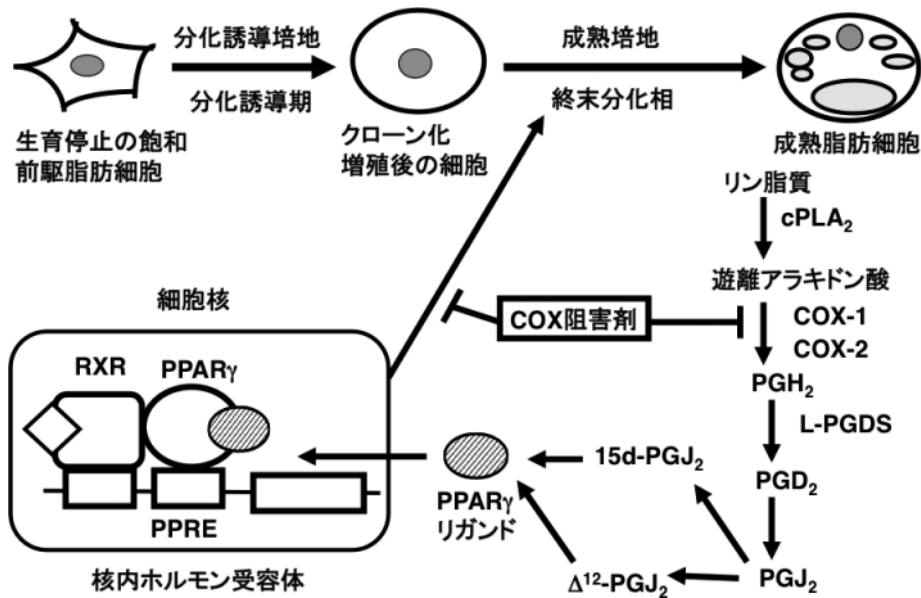 分化誘導培地
分化誘導期
成熟培地
終末分化相
生育停止の飽和
前駆脂肪細胞
クローン化
増殖後の細胞
成熟脂肪細胞
リン脂質
cPLA₂
遊離アラキドン酸
COX阻害剤
COX-1
COX-2
PGH₂
L-PGDS
PGD₂
PGJ₂
Δ¹²-PGJ₂
15d-PGJ₂
PPARγ
リガンド
細胞核
RXR
PPARγ
PPRE
核内ホルモン受容体